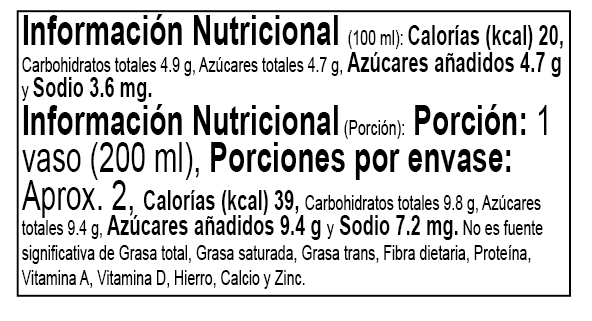 Información Nutricional (100 ml): Calorías (kcal) 20,
Carbohidratos totales 4.9 g, Azúcares totales 4.7 g, Azúcares añadidos 4.7 g
y Sodio 3.6 mg.
Información Nutricional (Porción): Porción: 1
vaso (200 ml), Porciones por envase:
Aprox. 2, Calorías (kcal) 39, Carbohidratos totales 9.8 g, Azúcares
totales 9.4 g, Azúcares añadidos 9.4 g y Sodio 7.2 mg. No es fuente
significativa de Grasa total, Grasa saturada, Grasa trans, Fibra dietaria, Proteína,
Vitamina A, Vitamina D, Hierro, Calcio y Zinc.